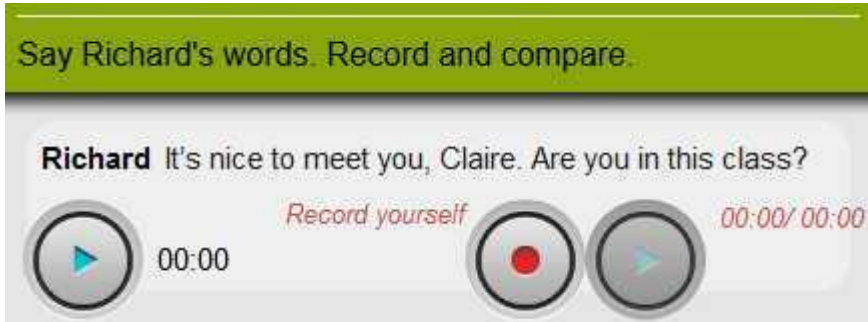 Say Richard's words. Record and compare.
Richard It's nice to meet you, Claire. Are you in this class?
Record yourself
00:00/ 00:00
00:00